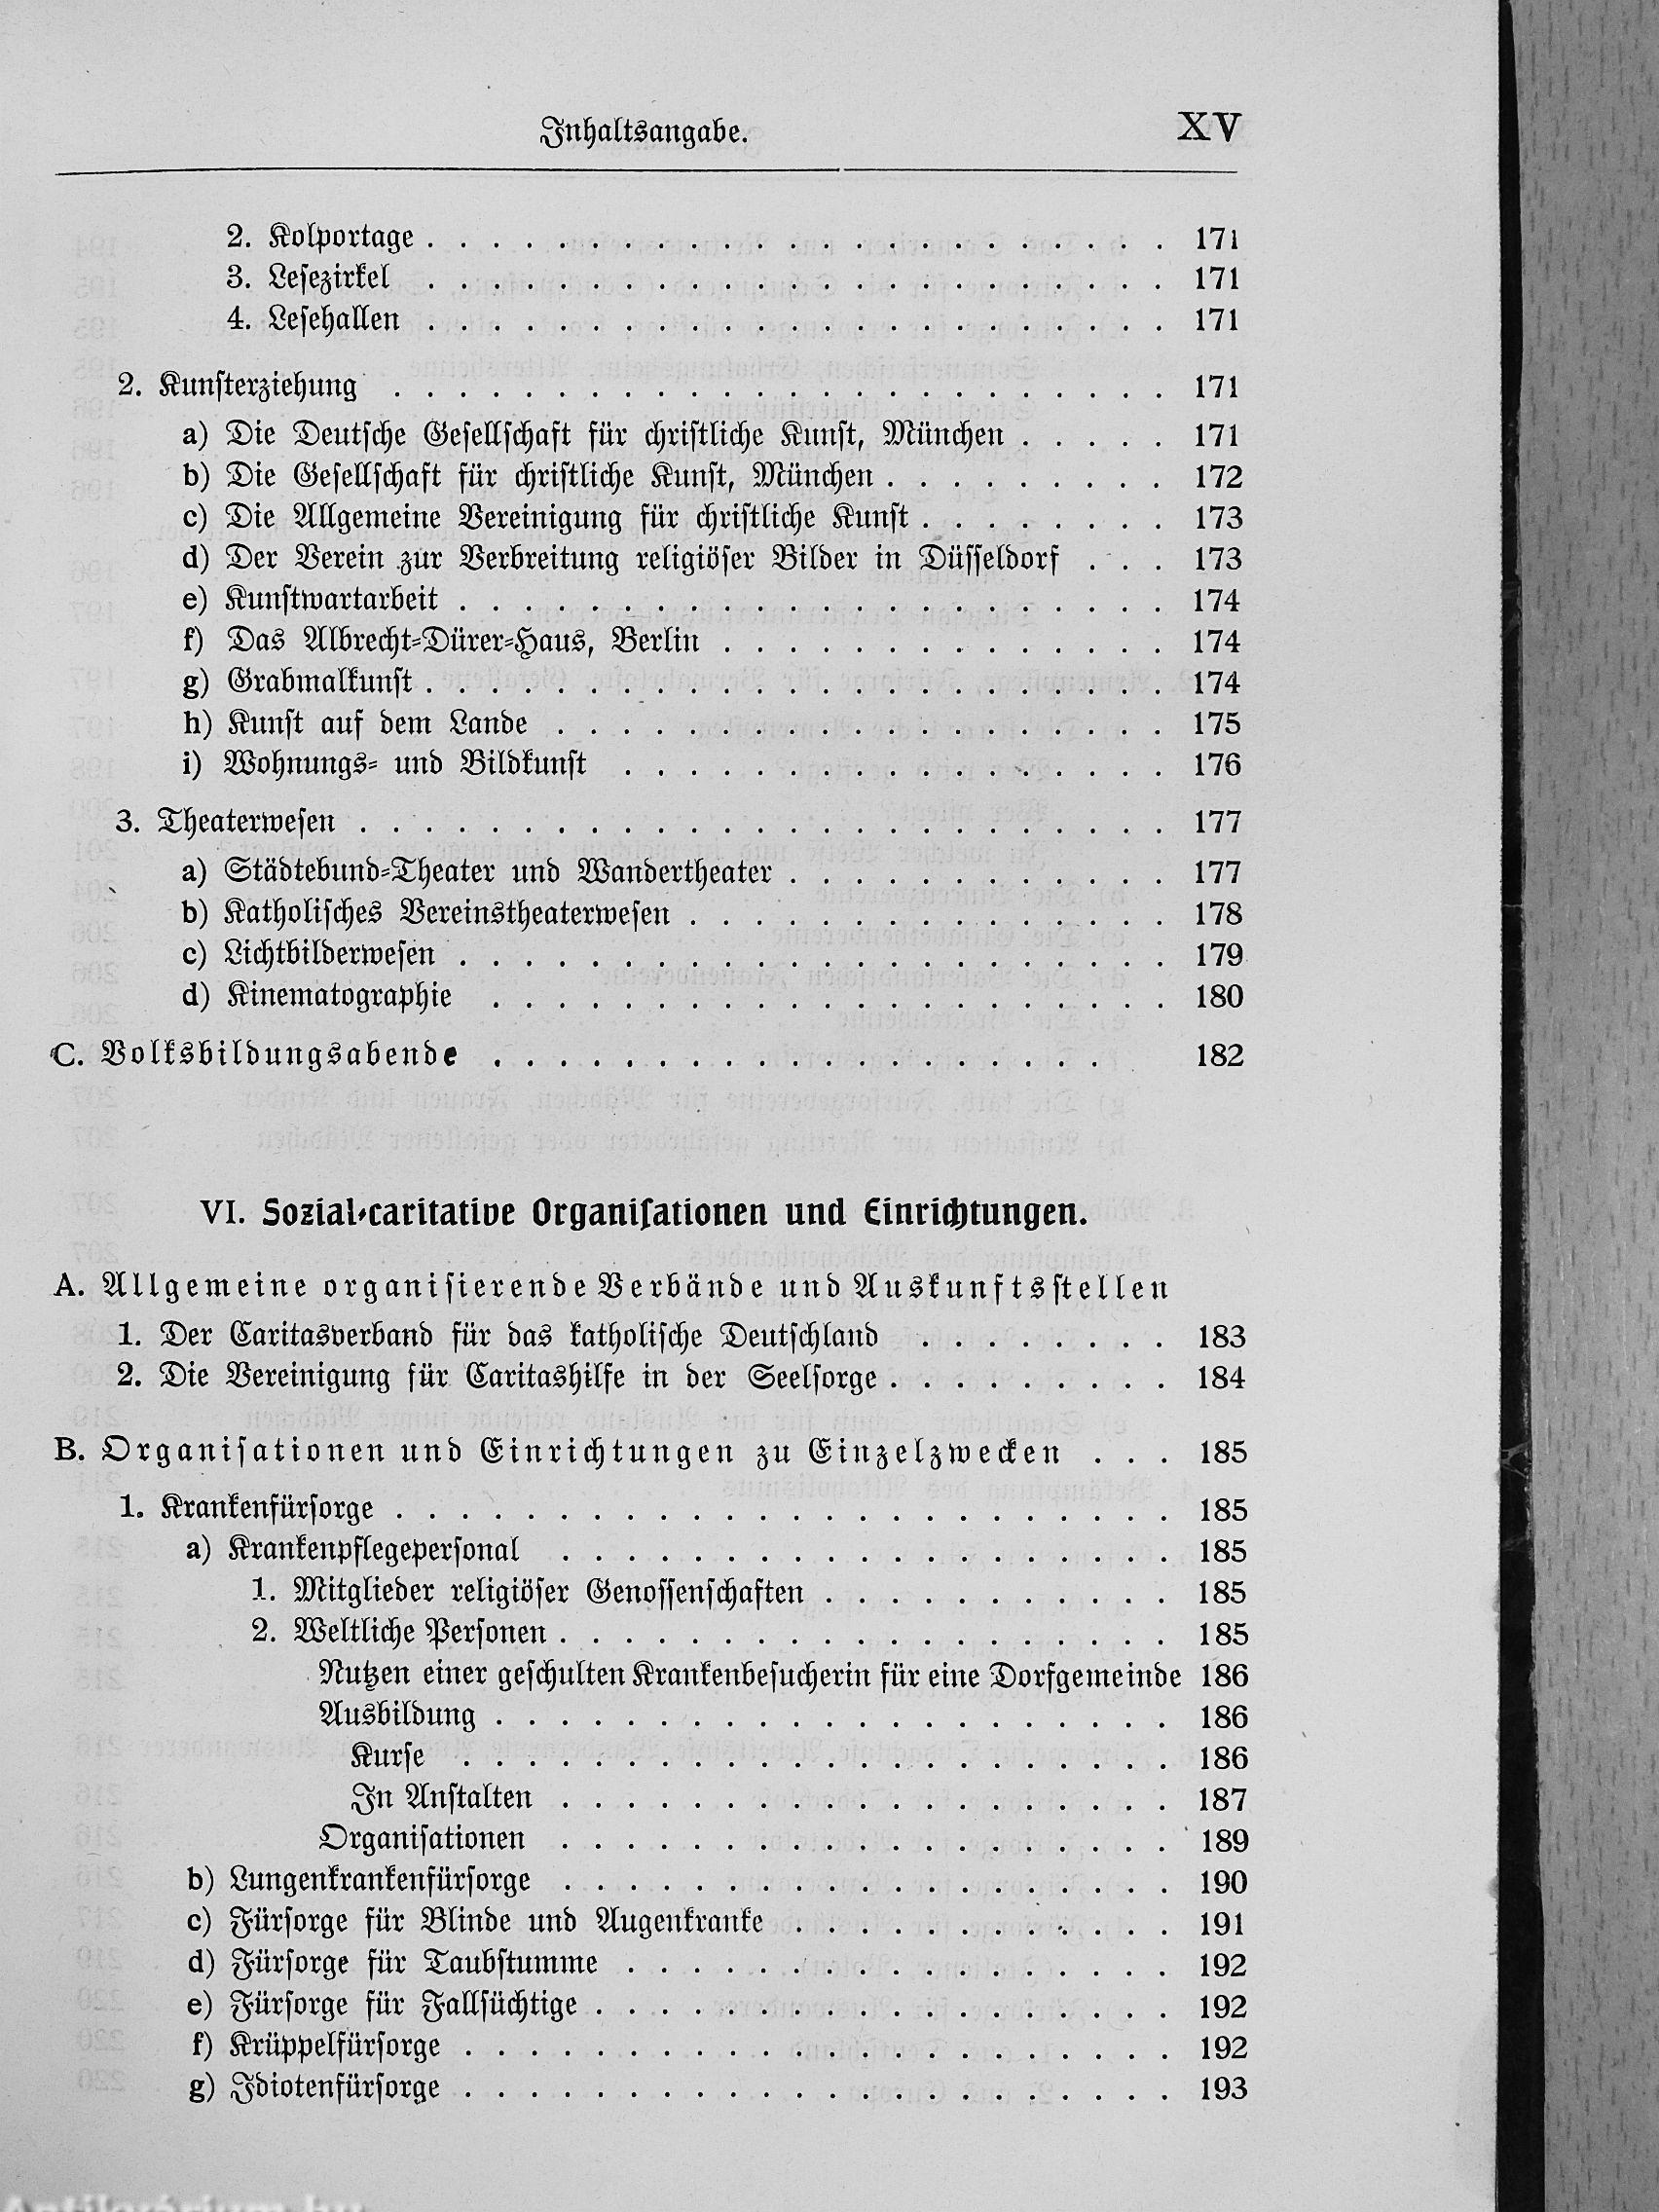 Inhaltsangabe. XV
2. Kolportage . . . . . . . . . . . . . . . . . . . . . . . 171
3. Lesezirkel . . . . . . . . . . . . . . . . . . . . . . . 171
4. Lesehallen . . . . . . . . . . . . . . . . . . . . . . . 171
2. Kunsterziehung . . . . . . . . . . . . . . . . . . . . . . . . 171
a) Die Deutsche Gesellschaft für christliche Kunst, München . . . . . 171
b) Die Gesellschaft für christliche Kunst, München . . . . . . . . . 172
c) Die Allgemeine Vereinigung für christliche Kunst . . . . . . . . 173
d) Der Verein zur Verbreitung religiöser Bilder in Düsseldorf . . . 173
e) Kunstwartarbeit . . . . . . . . . . . . . . . . . . . . . . 174
f) Das Albrecht-Dürer-Haus, Berlin . . . . . . . . . . . . . . 174
g) Grabmalkunst . . . . . . . . . . . . . . . . . . . . . . . 174
h) Kunst auf dem Lande . . . . . . . . . . . . . . . . . . . 175
i) Wohnungs- und Bildkunst . . . . . . . . . . . . . . . . . 176
3. Theaterwesen . . . . . . . . . . . . . . . . . . . . . . . . . 177
a) Städtebund-Theater und Wandertheater . . . . . . . . . . . . 177
b) Katholisches Vereinstheaterwesen . . . . . . . . . . . . . . . 178
c) Lichtbilderwesen . . . . . . . . . . . . . . . . . . . . . . 179
d) Kinematographie . . . . . . . . . . . . . . . . . . . . . 180
C. Volksbildungsabende . . . . . . . . . . . . . . . . . . . 182
VI. Sozial-caritative Organisationen und Einrichtungen.
A. Allgemeine organisierende Verbände und Auskunftsstellen
1. Der Caritasverband für das katholische Deutschland . . . . . . . . 183
2. Die Vereinigung für Caritashilfe in der Seelsorge . . . . . . . . . 184
B. Organisationen und Einrichtungen zu Einzelzwecken . . . 185
1. Krankenfürsorge . . . . . . . . . . . . . . . . . . . . . . . . 185
a) Krankenpflegepersonal . . . . . . . . . . . . . . . . . . . 185
1. Mitglieder religiöser Genossenschaften . . . . . . . . . . . 185
2. Weltliche Personen . . . . . . . . . . . . . . . . . . . 185
Nutzen einer geschulten Krankenbesucherin für eine Dorfgemeinde 186
Ausbildung . . . . . . . . . . . . . . . . . . . . . 186
Kurse . . . . . . . . . . . . . . . . . . . . . . 186
In Anstalten . . . . . . . . . . . . . . . . . . . 187
Organisationen . . . . . . . . . . . . . . . . . . . 189
b) Lungenkrankenfürsorge . . . . . . . . . . . . . . . . . . . 190
c) Fürsorge für Blinde und Augenkranke . . . . . . . . . . . . 191
d) Fürsorge für Taubstumme . . . . . . . . . . . . . . . . . 192
e) Fürsorge für Fallsüchtige . . . . . . . . . . . . . . . . . . 192
f) Krüppelfürsorge . . . . . . . . . . . . . . . . . . . . . . 192
g) Idiotenfürsorge . . . . . . . . . . . . . . . . . . . . . . 193